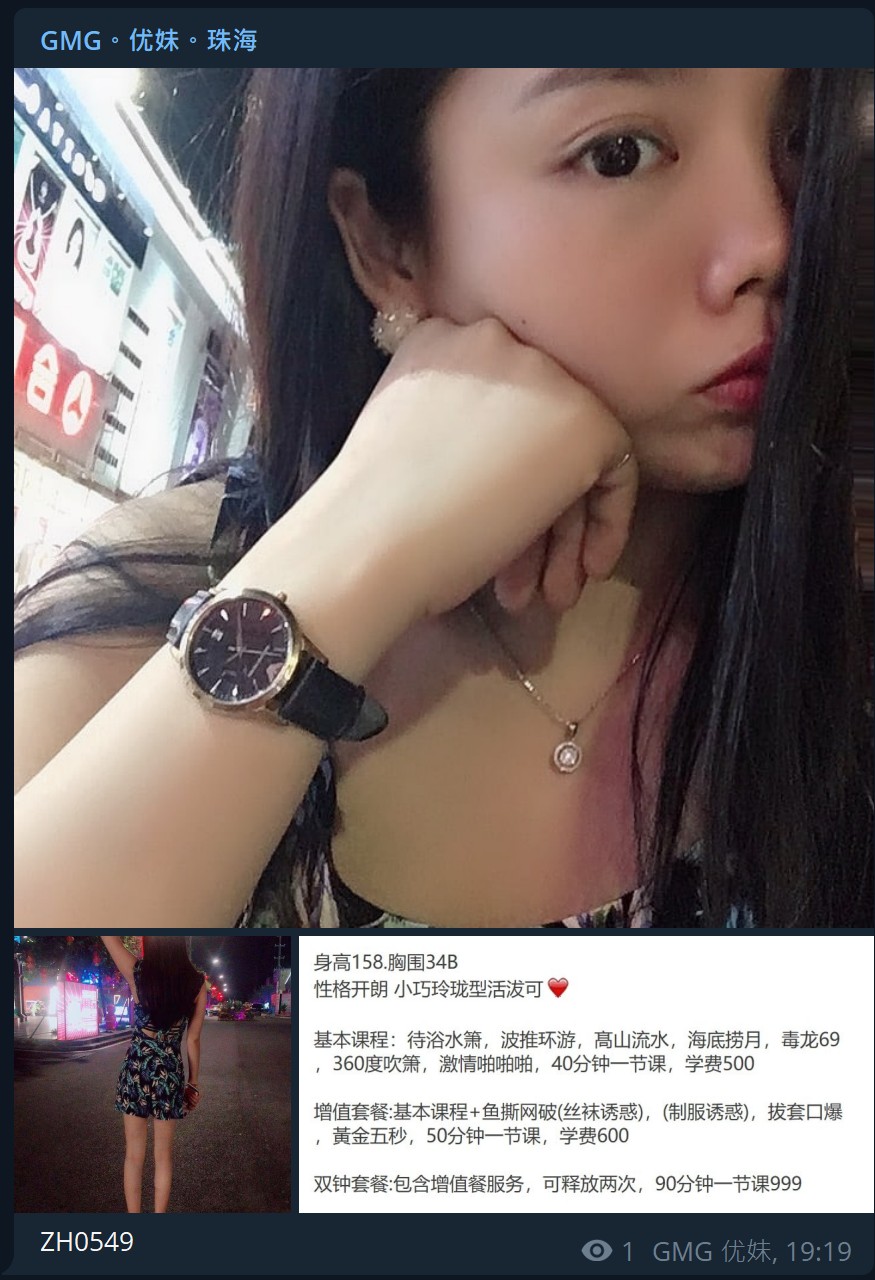 GMG∘优妹∘珠海
合
身高158.胸围34B
性格开朗 小巧玲珑型活泼可❤️
基本课程：待浴水箫，波推环游，髙山流水，海底捞月，毒龙69
，360度吹箫，激情啪啪啪，40分钟一节课，学费500
增值套餐:基本课程+鱼撕网破(丝袜诱惑)，(制服诱惑)，拔套口爆
，黃金五秒，50分钟一节课，学费600
双钟套餐:包含增值餐服务，可释放两次，90分钟一节课999
ZH0549
1 GMG 优妹, 19:19